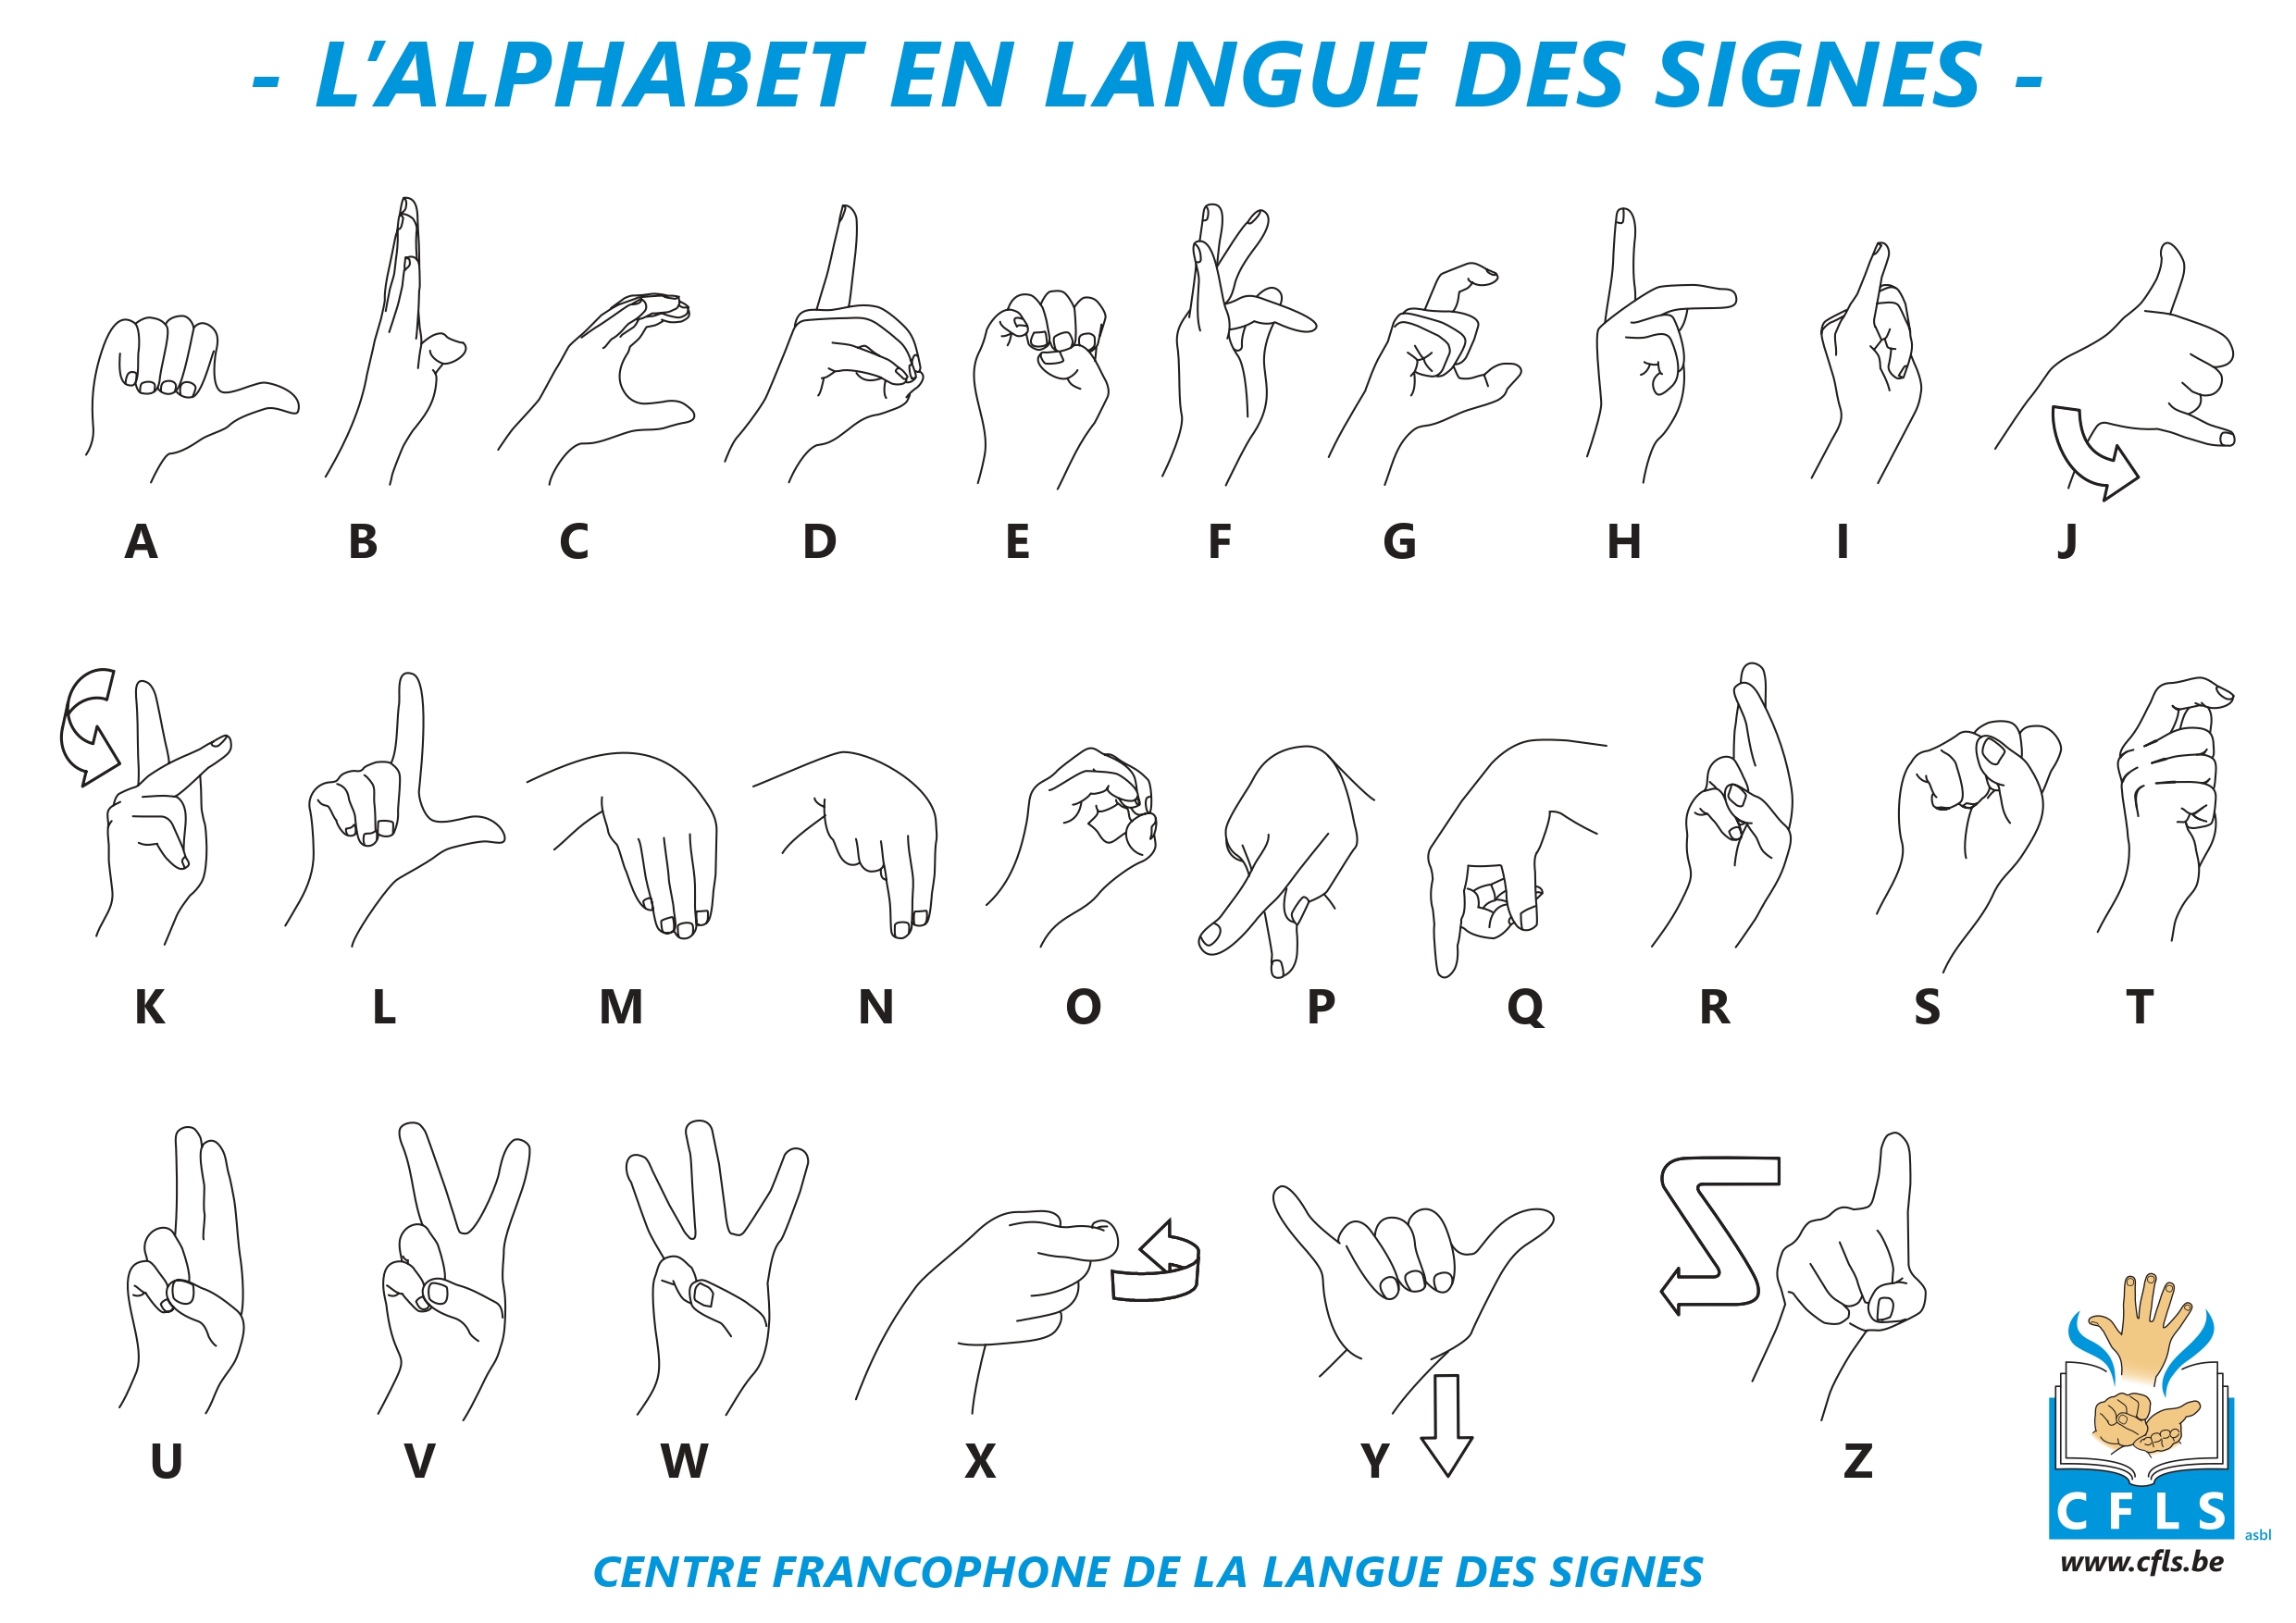 - L’ALPHABET EN LANGUE DES SIGNES -
A B C D E F G H I J
K L M N O P Q R S T
U V W X Y Z
CFLS
asbl
www.cfls.be
CENTRE FRANCOPHONE DE LA LANGUE DES SIGNES